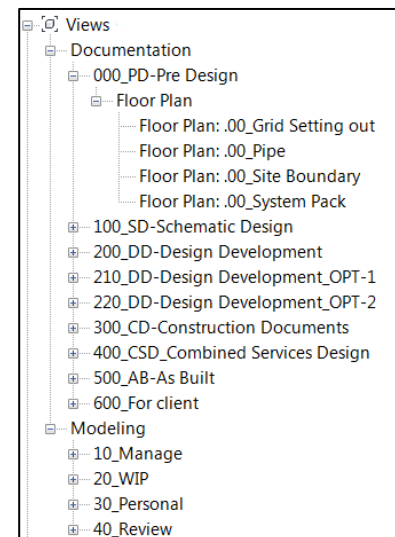 Views
Documentation
000_PD-Pre Design
Floor Plan
Floor Plan: .00_Grid Setting out
Floor Plan: .00_Pipe
Floor Plan: .00_Site Boundary
Floor Plan: .00_System Pack
100_SD-Schematic Design
200_DD-Design Development
210_DD-Design Development_OPT-1
220_DD-Design Development_OPT-2
300_CD-Construction Documents
400_CSD_Combined Services Design
500_AB-As Built
600_For client
Modeling
10_Manage
20_WIP
30_Personal
40_Review